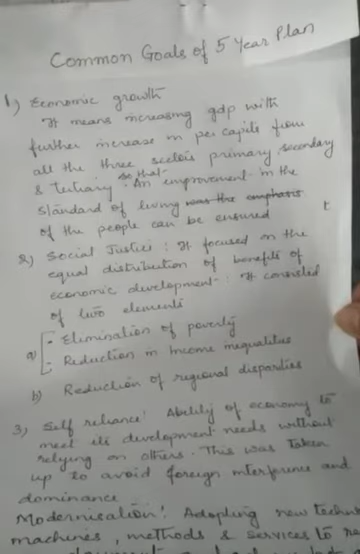 Common Goals of 5 Year Plan
1) Economic growth
It means increasing gdp with
further increase in per capita from
all the three sectors primary secondary
& tertiary so that An improvement in the
standard of living was the emphasis
of the people can be ensured
2) Social Justice : It focused on the
equal distribution of benefits of
economic development : It consisted
of two elements
a) - Elimination of poverty
- Reduction in Income inequalities
b) Reduction of regional disparities
3) Self reliance! Ability of economy to
meet its development needs without
relying on others. This was taken
up to avoid foreign interference and
dominance
Modernisation! Adopting new
machines, methods & services to